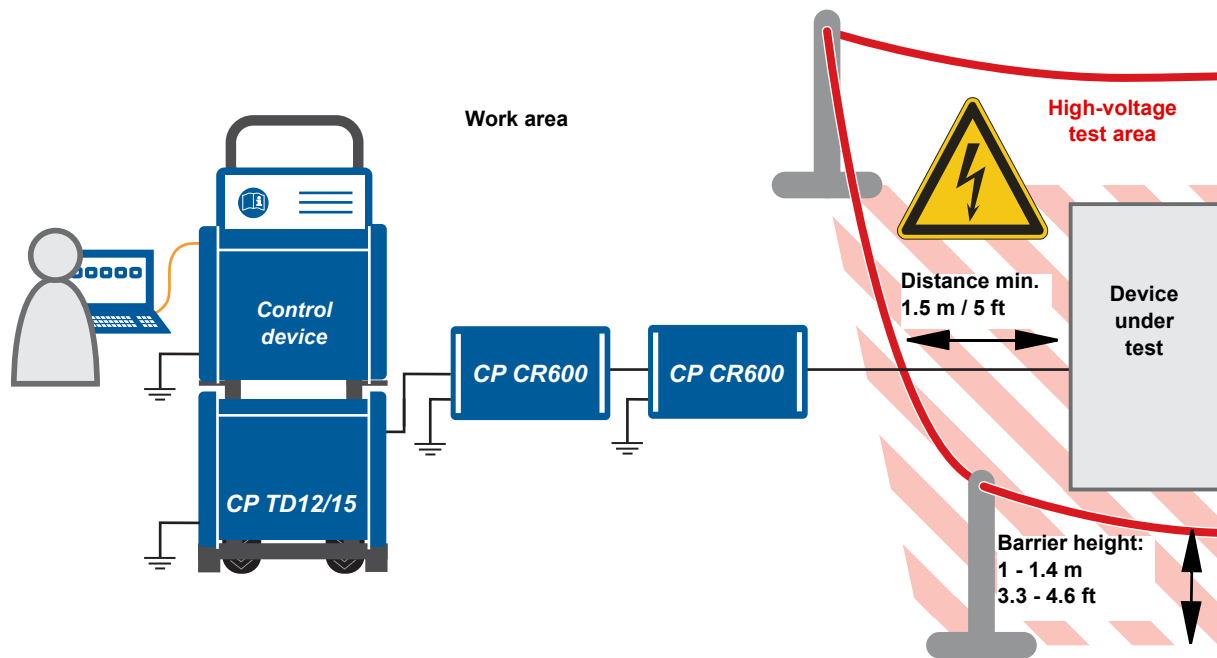 Work area
High-voltage
test area
Control
device
Distance min.
1.5 m / 5 ft
Device
under
test
CP CR600
CP CR600
CP TD12/15
Barrier height:
1 - 1.4 m
3.3 - 4.6 ft